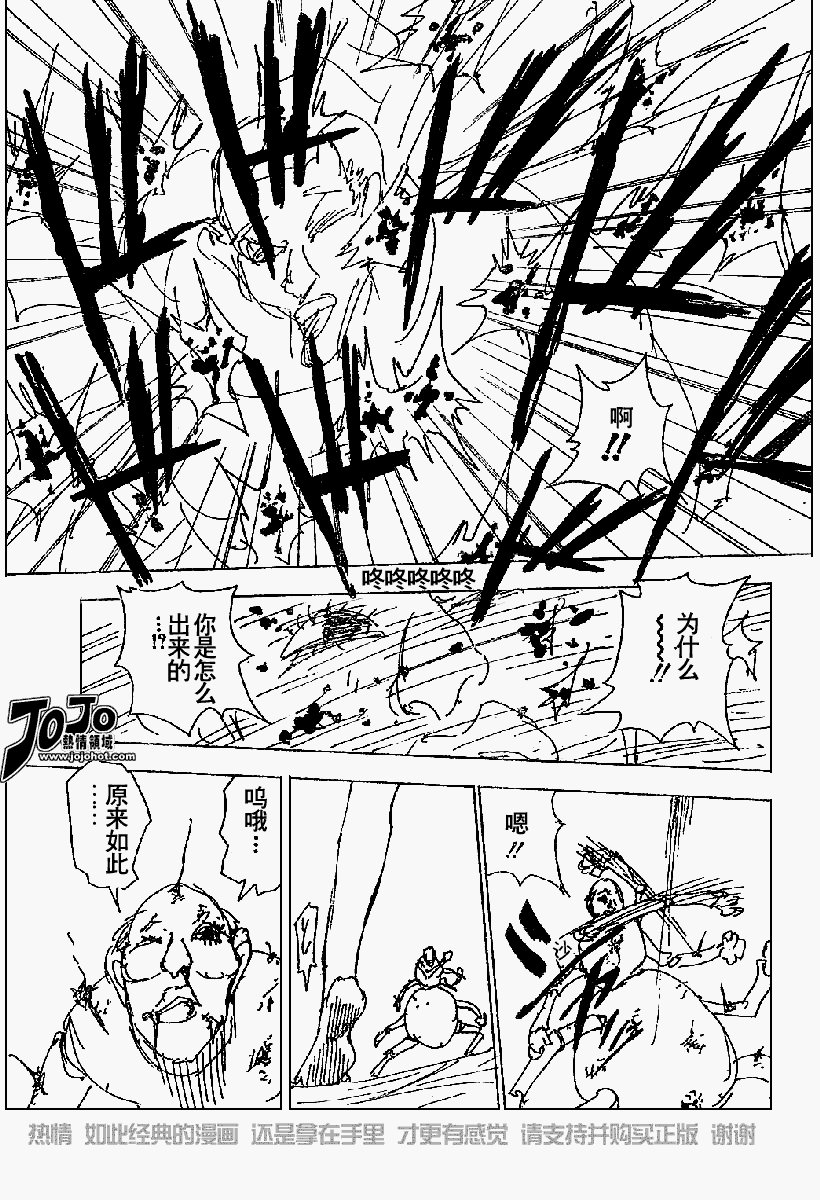 啊!!
咚咚咚咚咚
为什么~~~~!!
你是怎么
出来的
…!?
嗯!!
沙
呜哦…
原来如此
……
JOJO
熱情領域
www.jojohot.com
热情 如此经典的漫画 还是拿在手里 才更有感觉 请支持并购买正版 谢谢